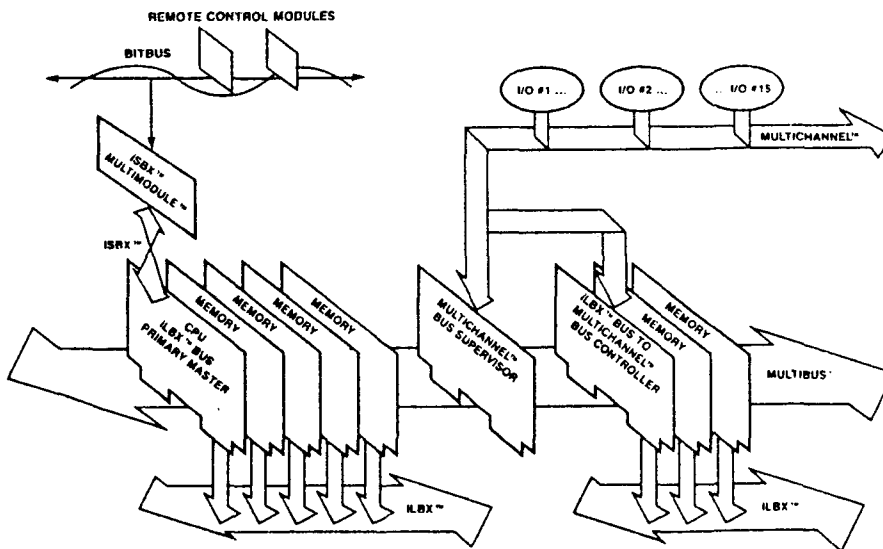 REMOTE CONTROL MODULES
BITBUS
I/O #1 ...
I/O #2 ...
... I/O #15
MULTICHANNEL™
iSBX™
MULTIMODULE™
iSBX™
CPU
iLBX™ BUS
PRIMARY MASTER
MEMORY
MEMORY
MEMORY
MEMORY
MULTICHANNEL™
BUS SUPERVISOR
iLBX™ BUS TO
MULTICHANNEL™
BUS CONTROLLER
MEMORY
MEMORY
MULTIBUS
iLBX™
iLBX™